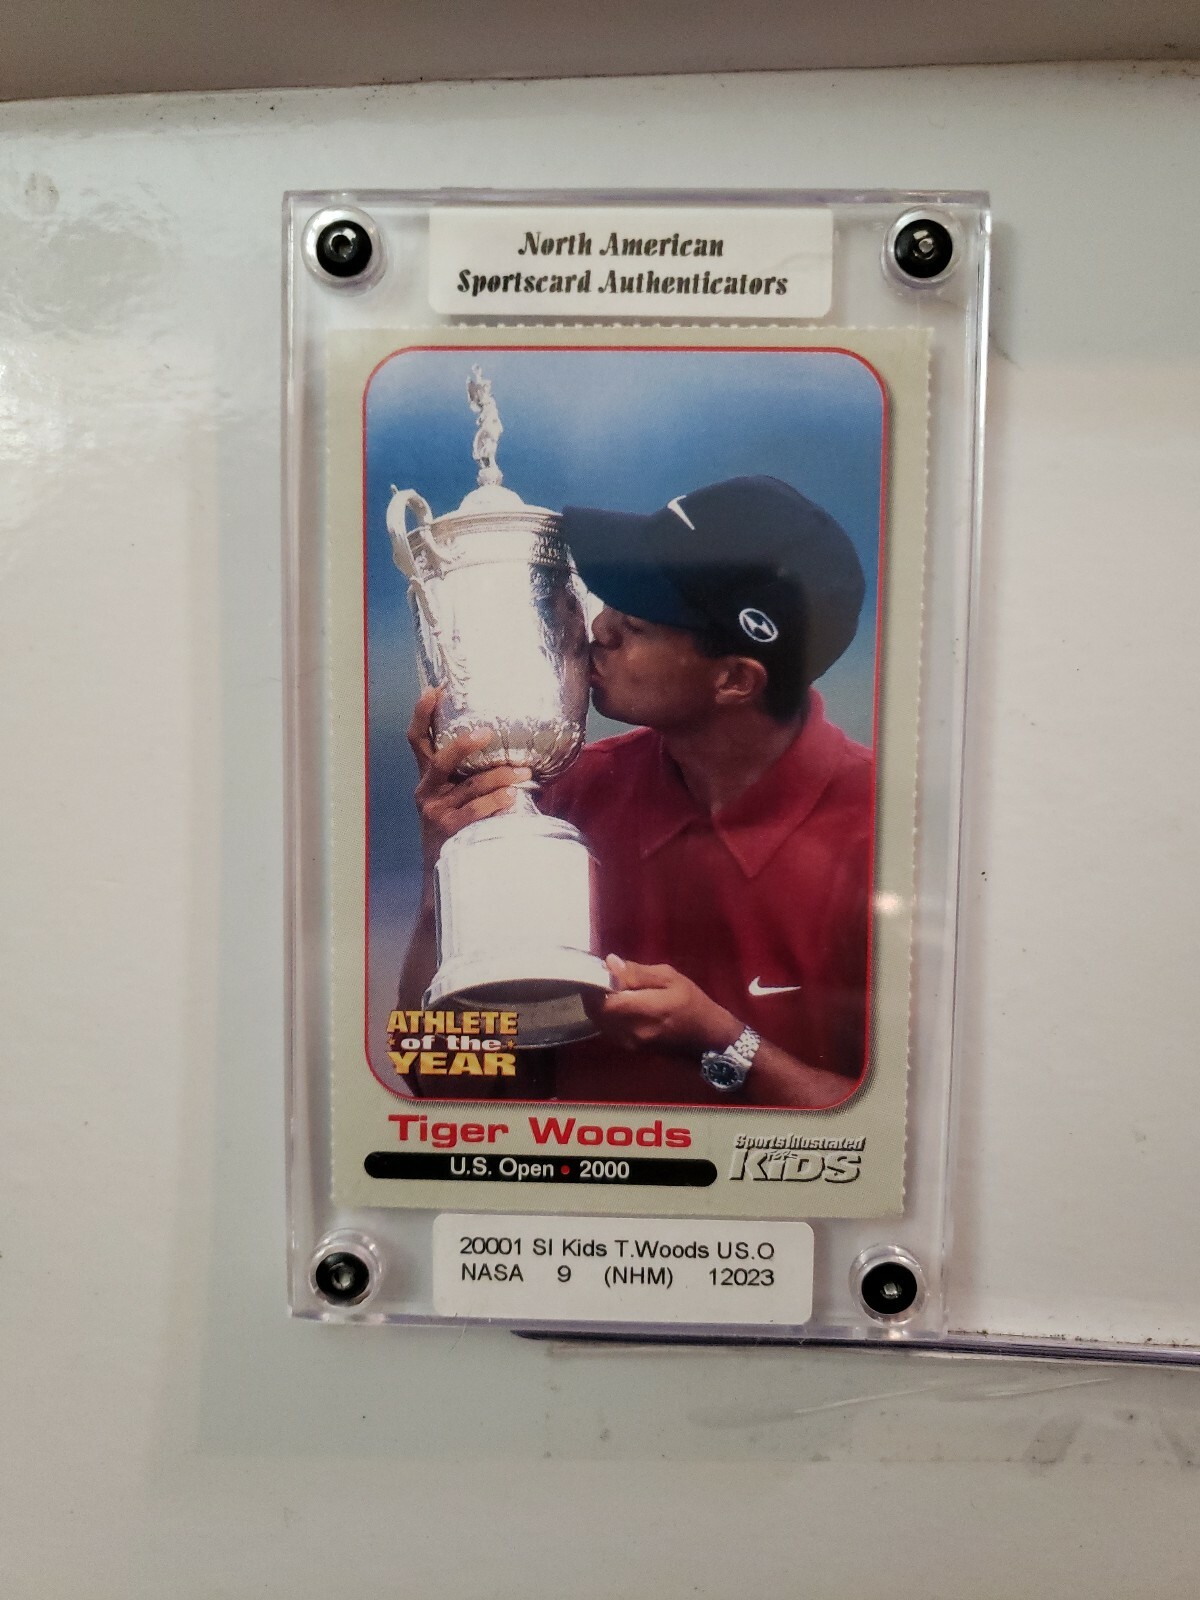 North American
Sportscard Authenticators
ATHLETE
of the
YEAR
Tiger Woods
U.S. Open • 2000
Sports Illustrated
for
KIDS
20001 SI Kids T.Woods US.O
NASA 9 (NHM) 12023